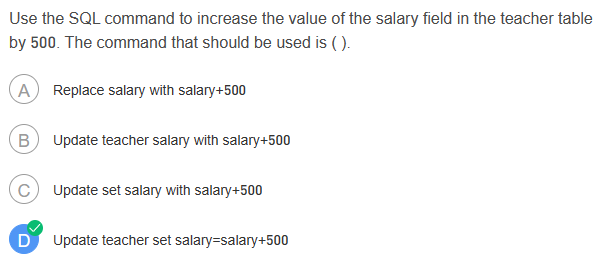 Use the SQL command to increase the value of the salary field in the teacher table
by 500. The command that should be used is ( ).
A Replace salary with salary+500
B Update teacher salary with salary+500
C Update set salary with salary+500
D Update teacher set salary=salary+500